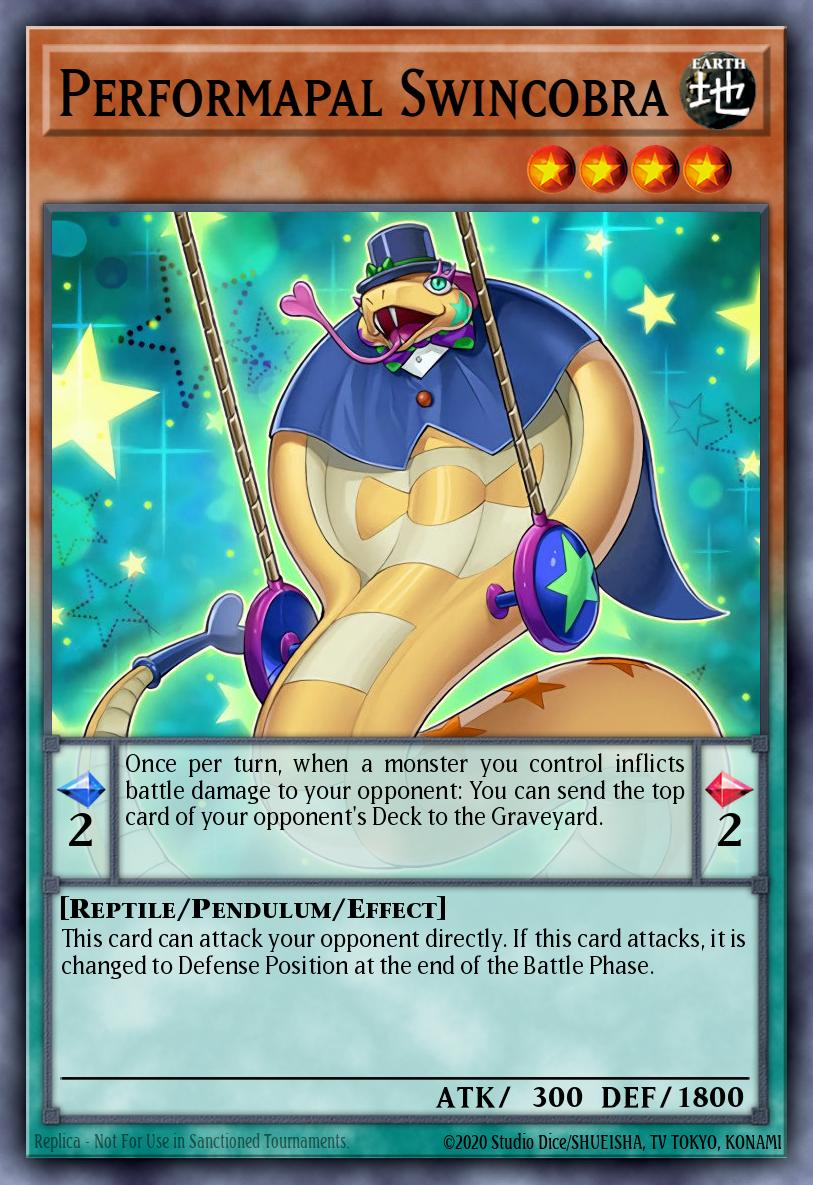 Performapal Swincobra
EARTH
地
Once per turn, when a monster you control inflicts
battle damage to your opponent: You can send the top
card of your opponent's Deck to the Graveyard.
2
2
[Reptile/Pendulum/Effect]
This card can attack your opponent directly. If this card attacks, it is
changed to Defense Position at the end of the Battle Phase.
ATK/ 300 DEF/1800
Replica - Not For Use in Sanctioned Tournaments.
©2020 Studio Dice/SHUEISHA, TV TOKYO, KONAMI